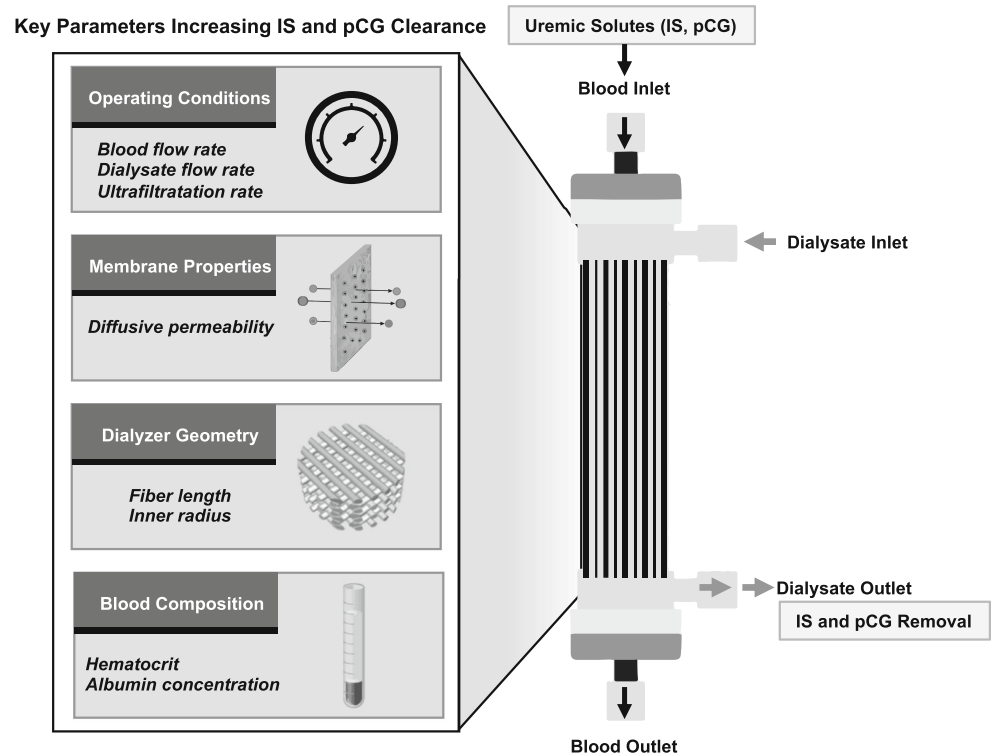 Key Parameters Increasing IS and pCG Clearance
Operating Conditions
Blood flow rate
Dialysate flow rate
Ultrafiltratation rate
Membrane Properties
Diffusive permeability
Dialyzer Geometry
Fiber length
Inner radius
Blood Composition
Hematocrit
Albumin concentration
Uremic Solutes (IS, pCG)
Blood Inlet
Dialysate Inlet
Dialysate Outlet
IS and pCG Removal
Blood Outlet